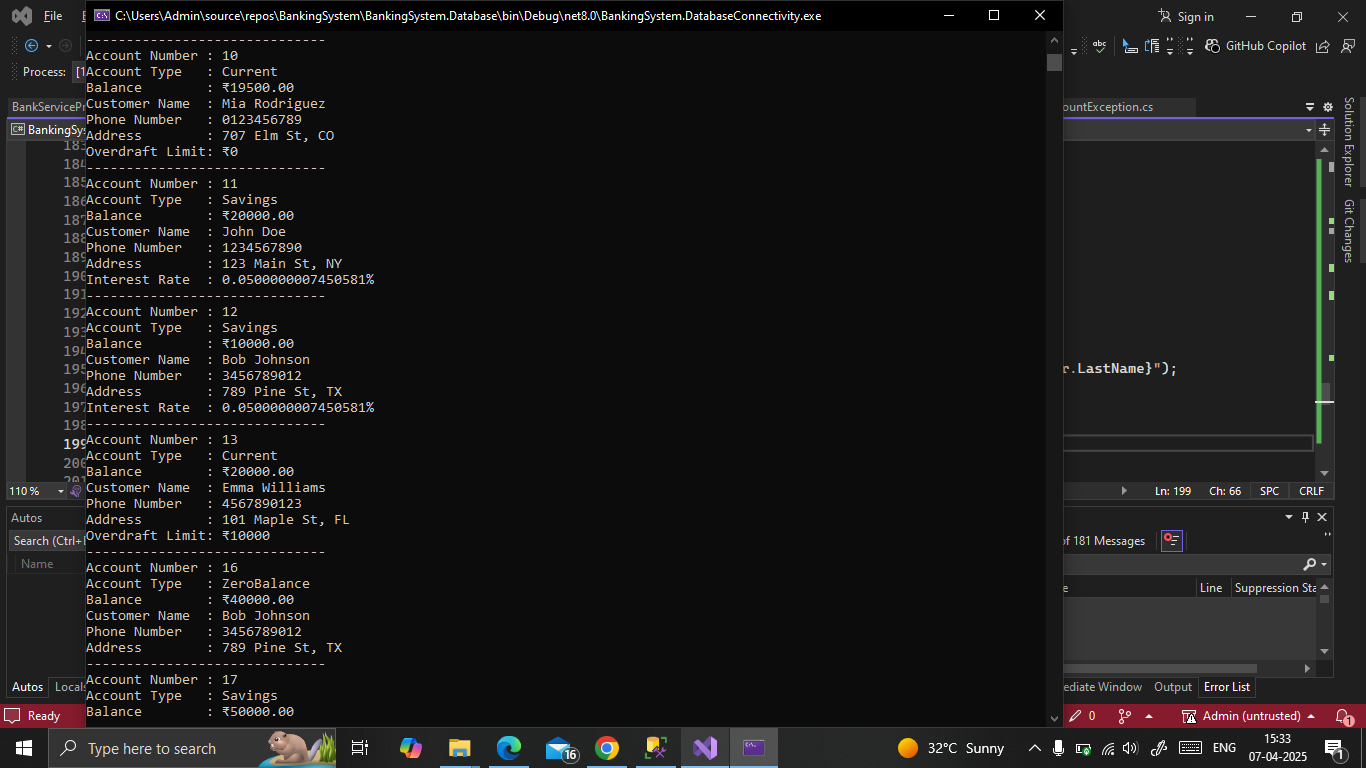 C:\Users\Admin\source\repos\BankingSystem\BankingSystem.Database\bin\Debug\net8.0\BankingSystem.DatabaseConnectivity.exe
File
Sign in
GitHub Copilot
Process:
BankServicePr
ountException.cs
C# BankingSys
------------------------------
Account Number : 10
Account Type   : Current
Balance        : ₹19500.00
Customer Name  : Mia Rodriguez
Phone Number   : 0123456789
Address        : 707 Elm St, CO
Overdraft Limit: ₹0
------------------------------
Account Number : 11
Account Type   : Savings
Balance        : ₹20000.00
Customer Name  : John Doe
Phone Number   : 1234567890
Address        : 123 Main St, NY
Interest Rate  : 0.0500000007450581%
------------------------------
Account Number : 12
Account Type   : Savings
Balance        : ₹10000.00
Customer Name  : Bob Johnson
Phone Number   : 3456789012
Address        : 789 Pine St, TX
Interest Rate  : 0.0500000007450581%
------------------------------
Account Number : 13
Account Type   : Current
Balance        : ₹20000.00
Customer Name  : Emma Williams
Phone Number   : 4567890123
Address        : 101 Maple St, FL
Overdraft Limit: ₹10000
------------------------------
Account Number : 16
Account Type   : ZeroBalance
Balance        : ₹40000.00
Customer Name  : Bob Johnson
Phone Number   : 3456789012
Address        : 789 Pine St, TX
------------------------------
Account Number : 17
Account Type   : Savings
Balance        : ₹50000.00
184
185
186
187
188
189
190
191
192
193
194
195
196
197
198
199
200
r.LastName}");
110 %
Ln: 199 Ch: 66 SPC CRLF
Autos
Search (Ctrl+
Name
Autos Locals
of 181 Messages
Line Suppression Sta
ediate Window Output Error List
Solution Explorer
Git Changes
Ready
0
Admin (untrusted)
1
Type here to search
16
32°C Sunny
ENG
15:33
07-04-2025
1